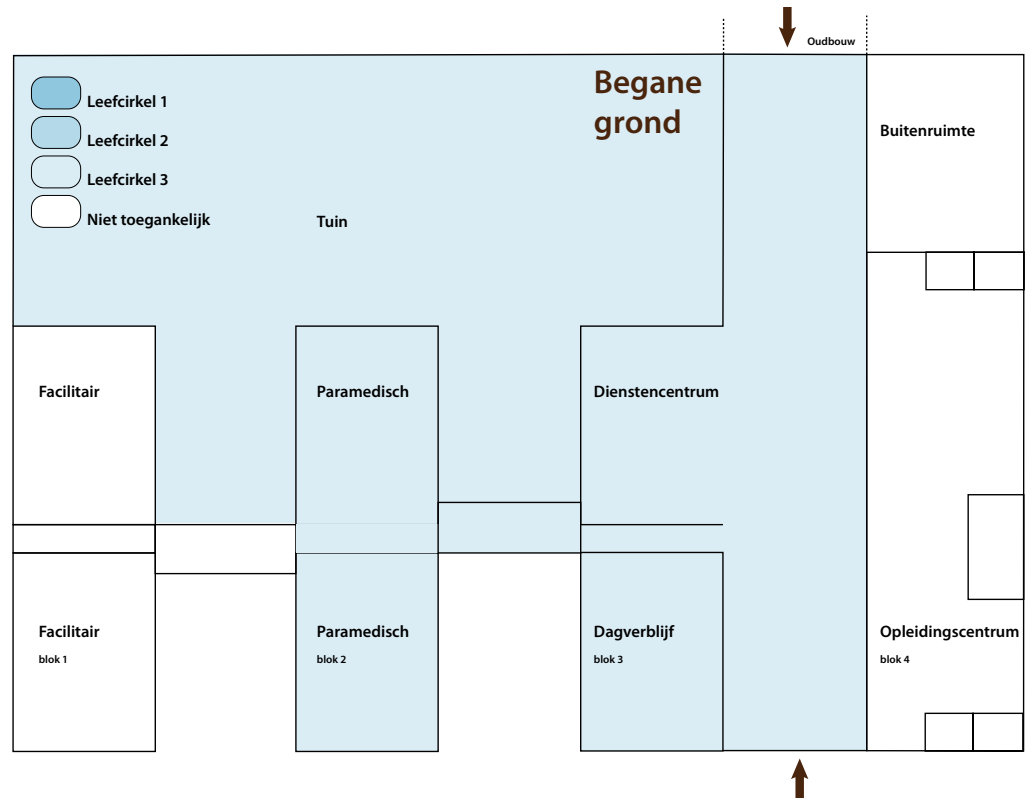 Oudbouw
Begane
grond
Leefcirkel 1
Leefcirkel 2
Leefcirkel 3
Niet toegankelijk
Tuin
Buitenruimte
Facilitair
Paramedisch
Dienstencentrum
Facilitair
blok 1
Paramedisch
blok 2
Dagverblijf
blok 3
Opleidingscentrum
blok 4